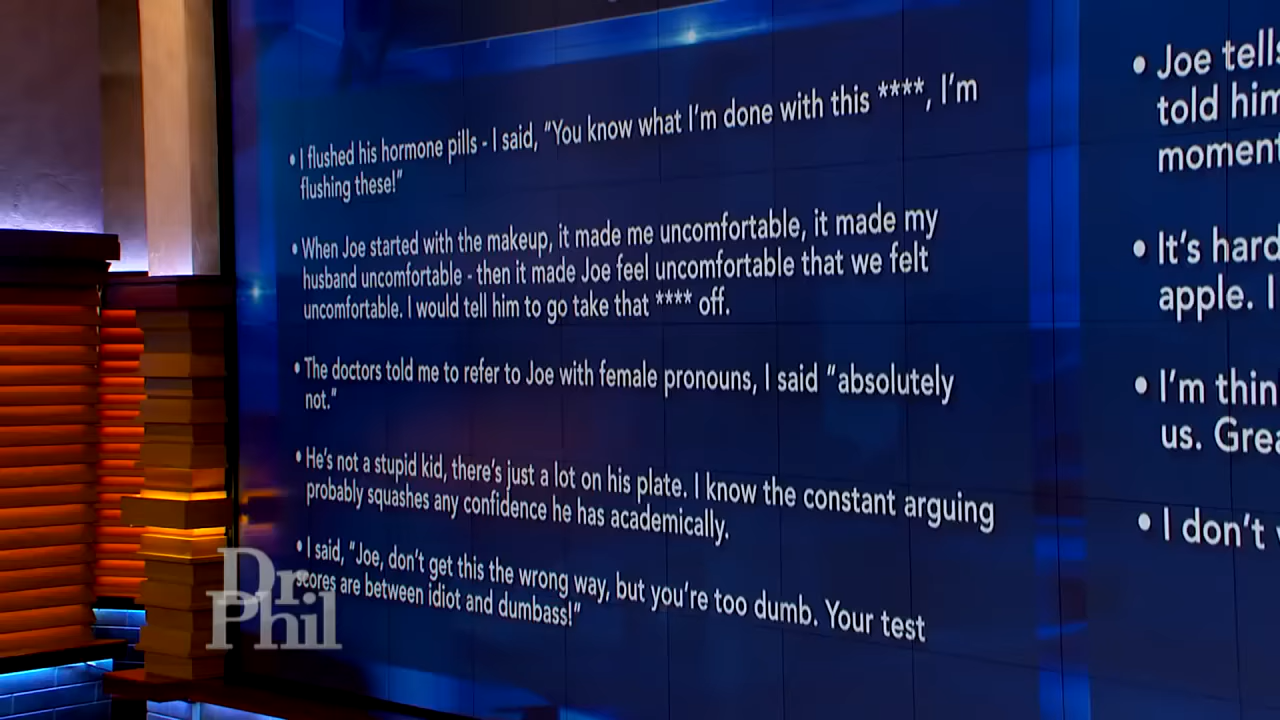 • I flushed his hormone pills - I said, “You know what I’m done with this ****, I’m
flushing these!”
• When Joe started with the makeup, it made me uncomfortable, it made my
husband uncomfortable - then it made Joe feel uncomfortable that we felt
uncomfortable. I would tell him to go take that **** off.
• The doctors told me to refer to Joe with female pronouns, I said “absolutely
not.”
• He’s not a stupid kid, there’s just a lot on his plate. I know the constant arguing
probably squashes any confidence he has academically.
• I said, “Joe, don’t get this the wrong way, but you’re too dumb. Your test
scores are between idiot and dumbass!”
• Joe tells
told him
moment
• It’s hard
apple. I
• I’m thin
us. Grea
• I don’t
Dr.
Phil